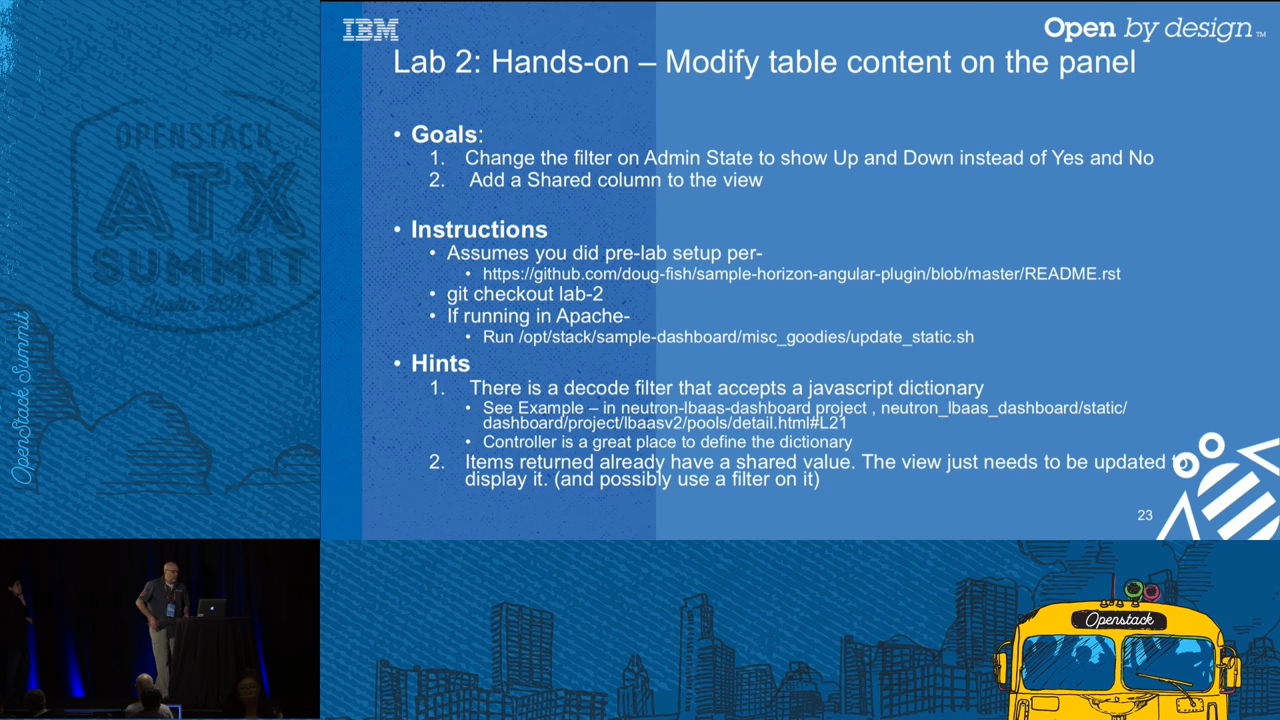 IBM
Open by design™
Lab 2: Hands-on – Modify table content on the panel
• Goals:
1. Change the filter on Admin State to show Up and Down instead of Yes and No
2. Add a Shared column to the view
• Instructions
• Assumes you did pre-lab setup per-
• https://github.com/doug-fish/sample-horizon-angular-plugin/blob/master/README.rst
• git checkout lab-2
• If running in Apache-
• Run /opt/stack/sample-dashboard/misc_goodies/update_static.sh
• Hints
1. There is a decode filter that accepts a javascript dictionary
• See Example – in neutron-lbaas-dashboard project , neutron_lbaas_dashboard/static/
dashboard/project/lbaasv2/pools/detail.html#L21
• Controller is a great place to define the dictionary
2. Items returned already have a shared value. The view just needs to be updated to
display it. (and possibly use a filter on it)
23
OPENSTACK
ATX
SUMMIT
Austin 2016
OpenStack Summit
Openstack